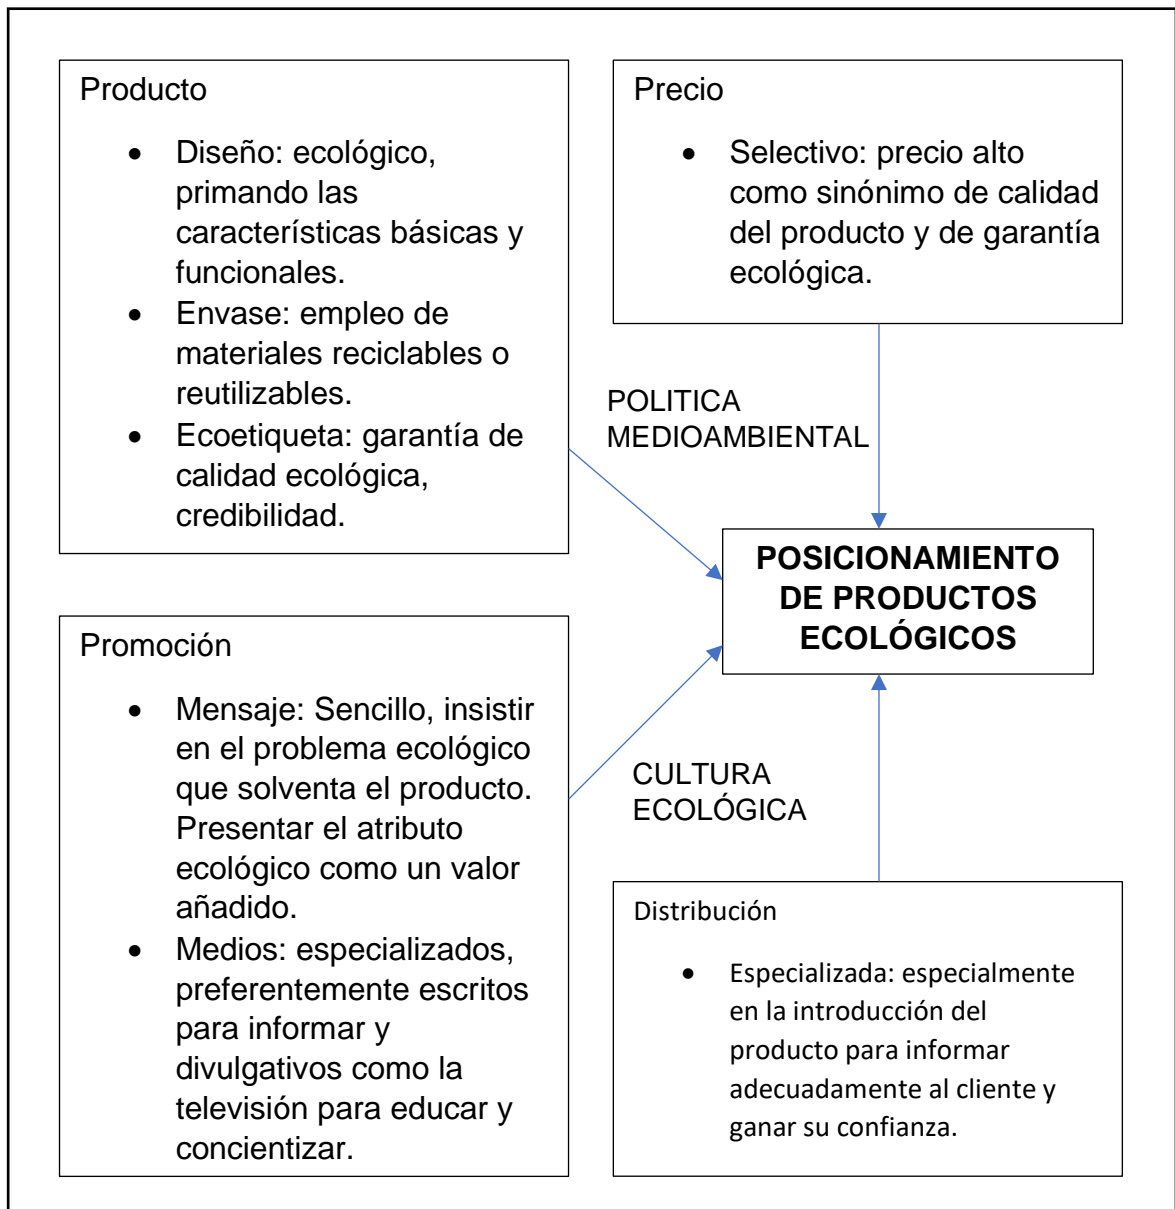 Producto
• Diseño: ecológico,
primando las
características básicas y
funcionales.
• Envase: empleo de
materiales reciclables o
reutilizables.
• Ecoetiqueta: garantía de
calidad ecológica,
credibilidad.
Precio
• Selectivo: precio alto
como sinónimo de calidad
del producto y de garantía
ecológica.
POLITICA
MEDIOAMBIENTAL
POSICIONAMIENTO
DE PRODUCTOS
ECOLÓGICOS
Promoción
• Mensaje: Sencillo, insistir
en el problema ecológico
que solventa el producto.
Presentar el atributo
ecológico como un valor
añadido.
• Medios: especializados,
preferentemente escritos
para informar y
divulgativos como la
televisión para educar y
concientizar.
CULTURA
ECOLÓGICA
Distribución
• Especializada: especialmente
en la introducción del
producto para informar
adecuadamente al cliente y
ganar su confianza.